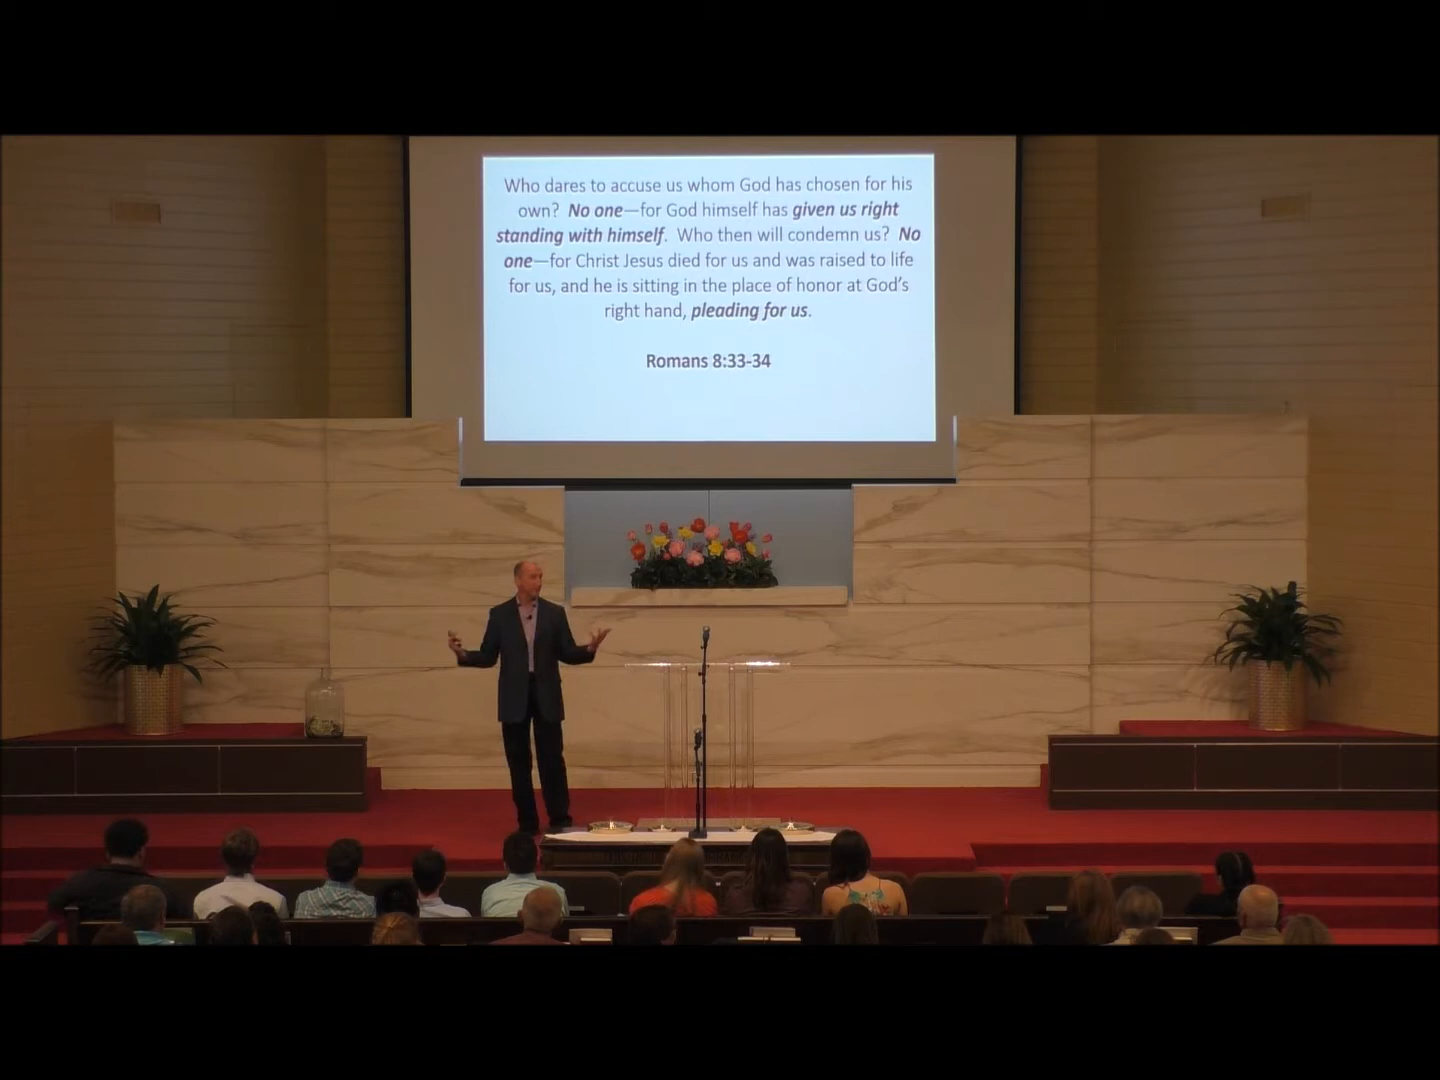 Who dares to accuse us whom God has chosen for his
own? No one—for God himself has given us right
standing with himself. Who then will condemn us? No
one—for Christ Jesus died for us and was raised to life
for us, and he is sitting in the place of honor at God's
right hand, pleading for us.
Romans 8:33-34